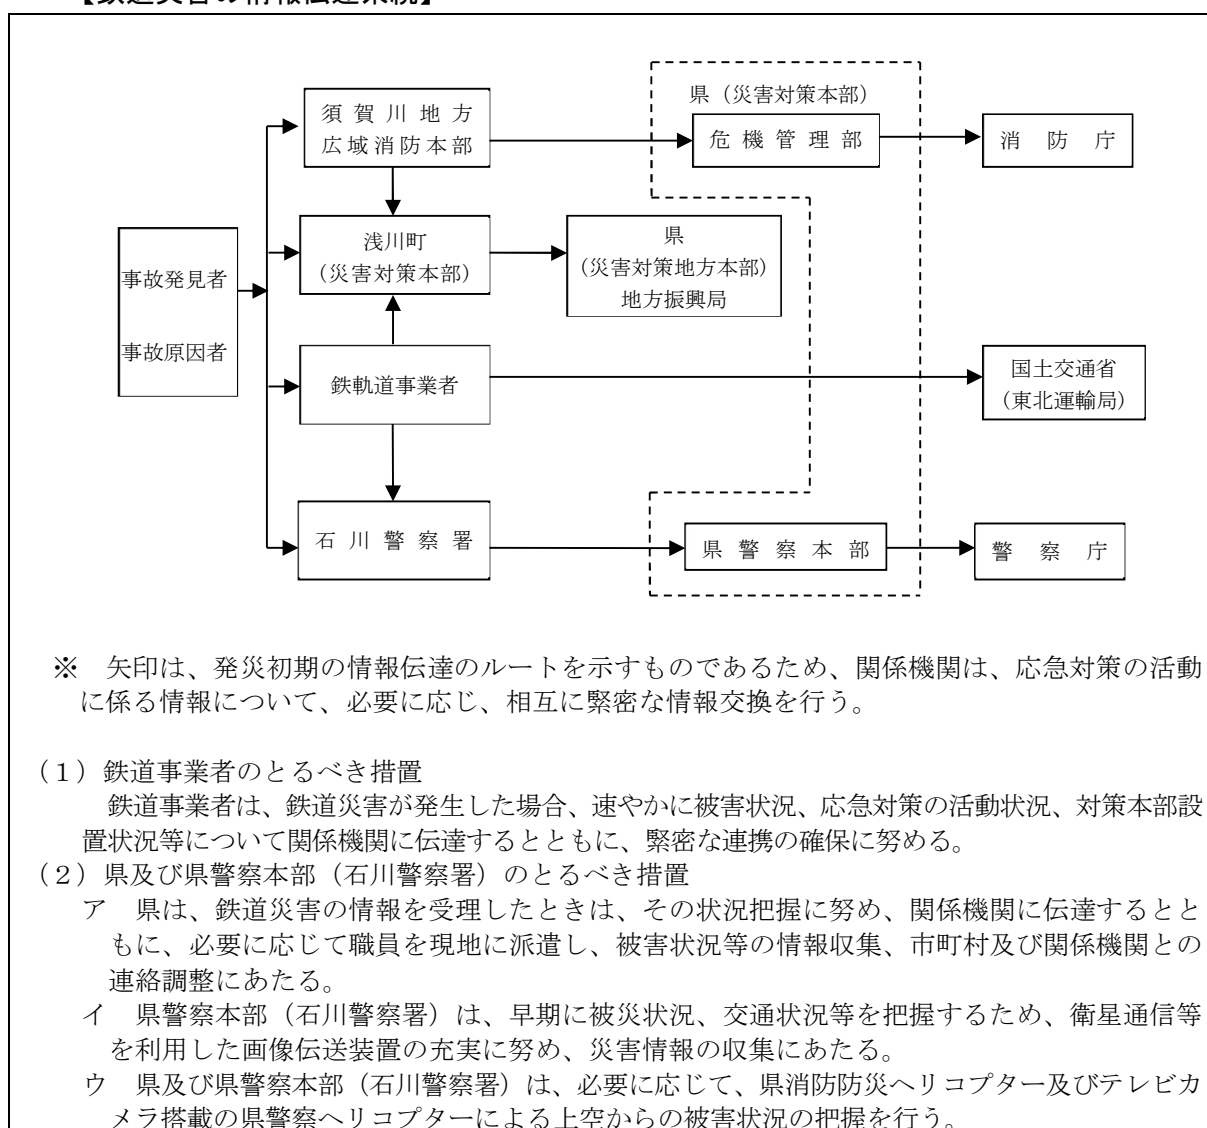 【鉄道災害の情報伝達系統】
県（災害対策本部）
須賀川地方
広域消防本部
危機管理部
消防庁
浅川町
（災害対策本部）
県
（災害対策地方本部）
地方振興局
事故発見者
事故原因者
鉄軌道事業者
国土交通省
（東北運輸局）
石川警察署
県警察本部
警察庁
※　矢印は、発災初期の情報伝達のルートを示すものであるため、関係機関は、応急対策の活動
に係る情報について、必要に応じ、相互に緊密な情報交換を行う。
（１）鉄道事業者のとるべき措置
鉄道事業者は、鉄道災害が発生した場合、速やかに被害状況、応急対策の活動状況、対策本部設
置状況等について関係機関に伝達するとともに、緊密な連携の確保に努める。
（２）県及び県警察本部（石川警察署）のとるべき措置
ア　県は、鉄道災害の情報を受理したときは、その状況把握に努め、関係機関に伝達するとと
もに、必要に応じて職員を現地に派遣し、被害状況等の情報収集、市町村及び関係機関との
連絡調整にあたる。
イ　県警察本部（石川警察署）は、早期に被災状況、交通状況等を把握するため、衛星通信等
を利用した画像伝送装置の充実に努め、災害情報の収集にあたる。
ウ　県及び県警察本部（石川警察署）は、必要に応じて、県消防防災ヘリコプター及びテレビカ
メラ搭載の県警察ヘリコプターによる上空からの被害状況の把握を行う。